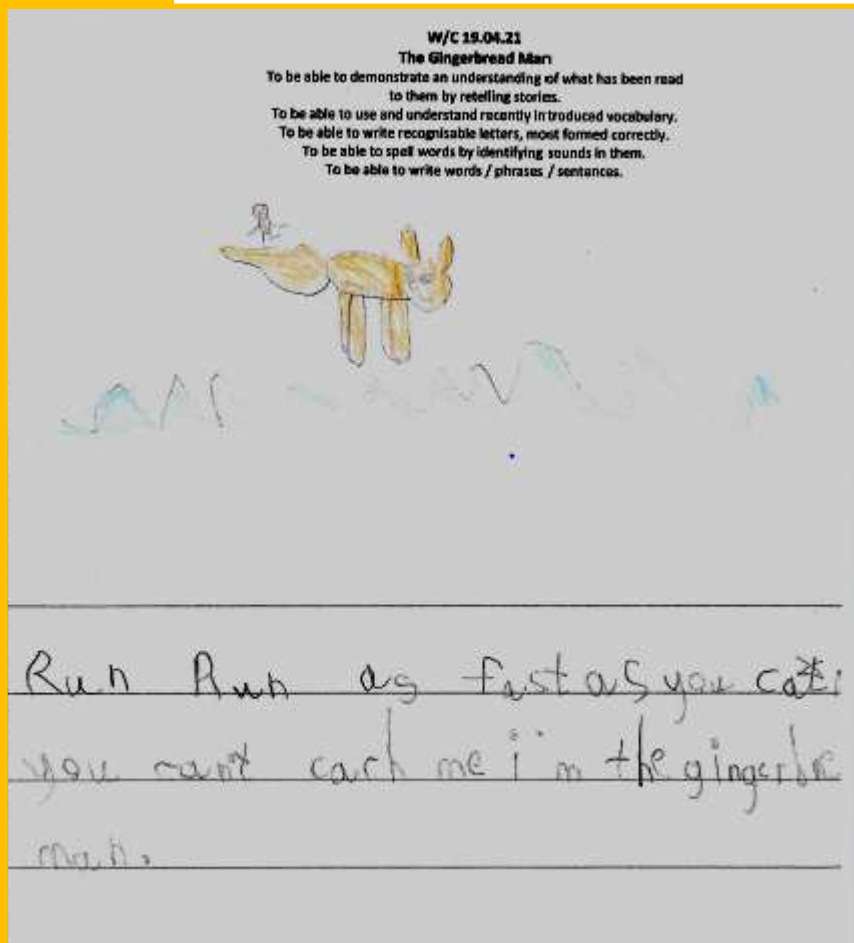 W/C 19.04.21
The Gingerbread Man
To be able to demonstrate an understanding of what has been read
to them by retelling stories.
To be able to use and understand recently introduced vocabulary.
To be able to write recognisable letters, most formed correctly.
To be able to spell words by identifying sounds in them.
To be able to write words / phrases / sentences.
Run Run as fast as you
you cant cach me i'm the gingerbre
man.